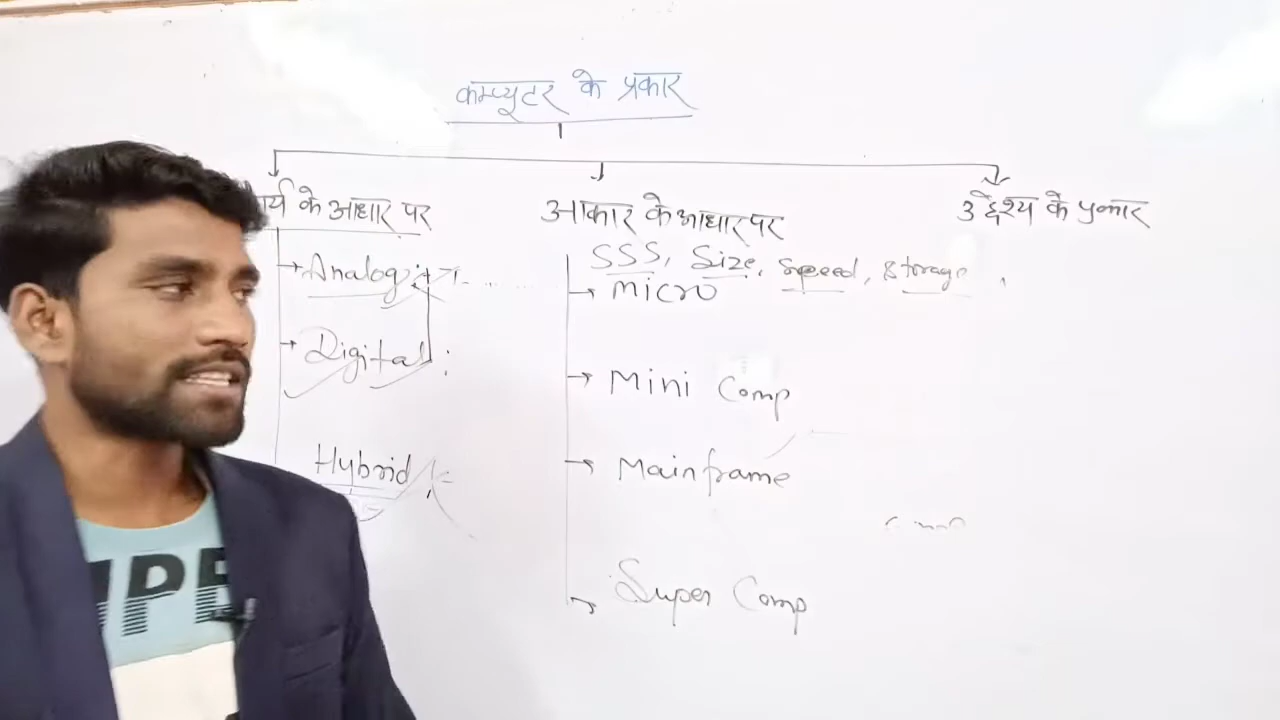 कम्प्यूटर के प्रकार
र्य के आधार पर
Analog
Digital
Hybrid
आकार के आधार पर
SSS, Size, Speed, Storage
Micro
Mini Comp
Mainframe
Super Comp
उद्देश्य के प्रकार